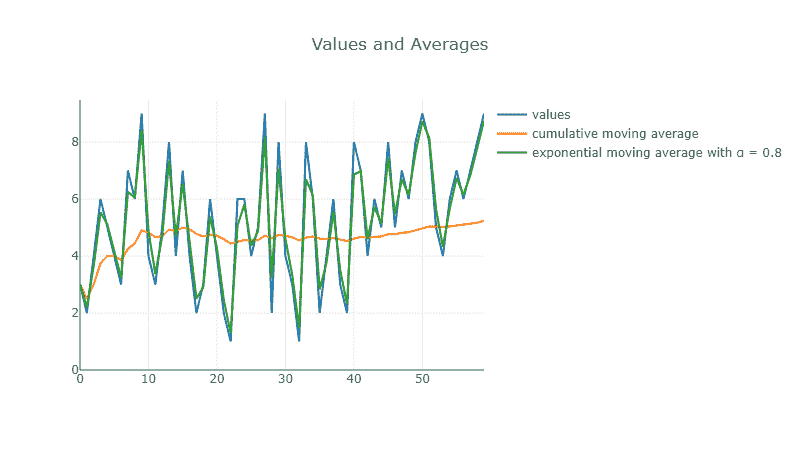 Values and Averages
values
cumulative moving average
exponential moving average with α = 0.8
8
6
4
2
0
0 10 20 30 40 50